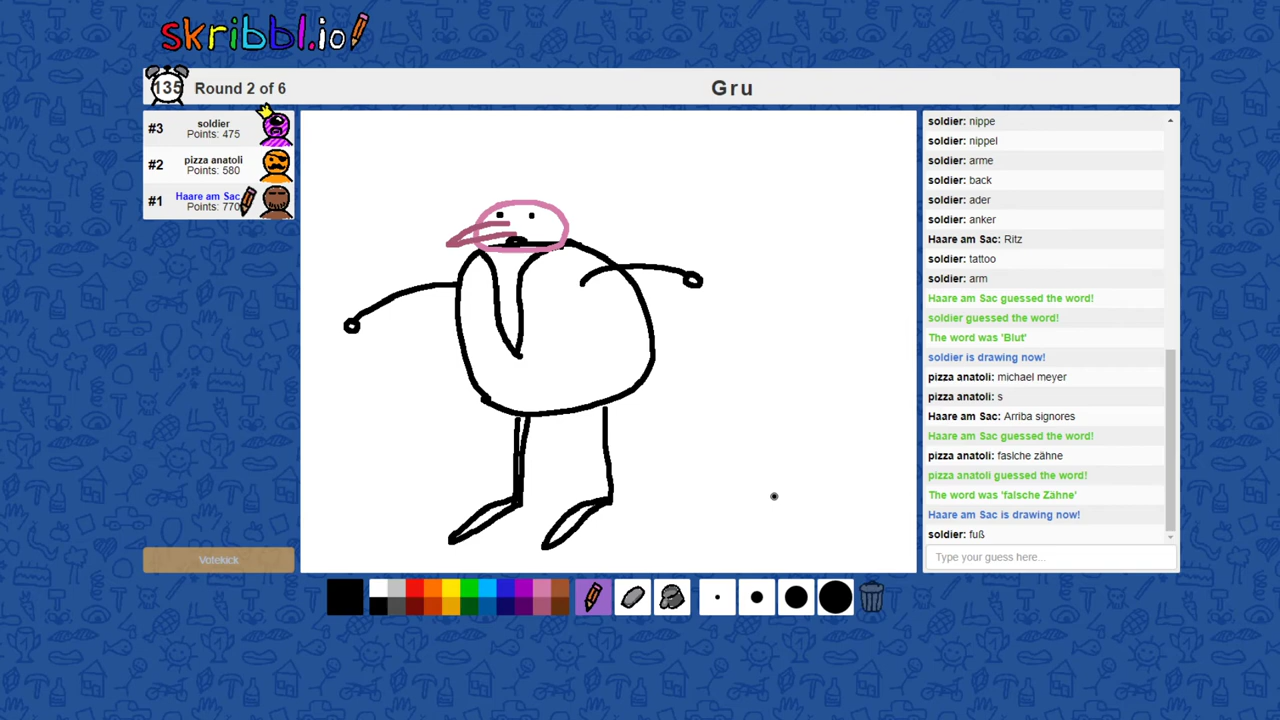 skribbl.io
135
Round 2 of 6
Gru
#3
soldier
Points: 475
#2
pizza anatoli
Points: 580
#1
Haare am Sac
Points: 770
Votekick
soldier: nippe
soldier: nippel
soldier: arme
soldier: back
soldier: ader
soldier: anker
Haare am Sac: Ritz
soldier: tattoo
soldier: arm
Haare am Sac guessed the word!
soldier guessed the word!
The word was 'Blut'
soldier is drawing now!
pizza anatoli: michael meyer
pizza anatoli: s
Haare am Sac: Arriba signores
Haare am Sac guessed the word!
pizza anatoli: faslche zähne
pizza anatoli guessed the word!
The word was 'falsche Zähne'
Haare am Sac is drawing now!
soldier: fuß
Type your guess here...